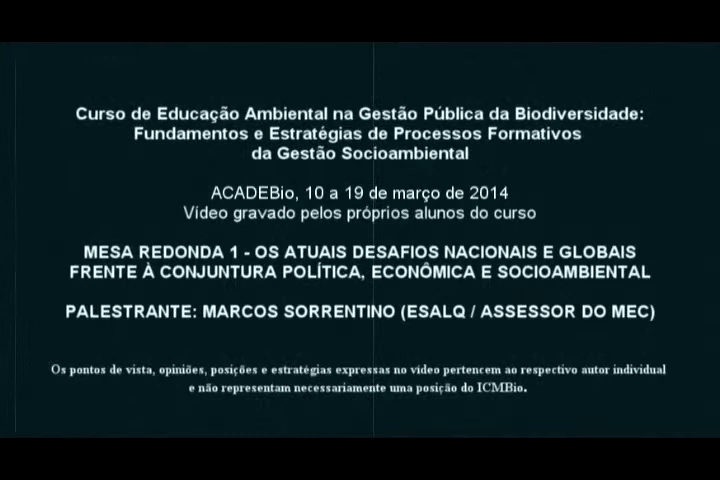 Curso de Educação Ambiental na Gestão Pública da Biodiversidade:
Fundamentos e Estratégias de Processos Formativos
da Gestão Socioambiental
ACADEBio, 10 a 19 de março de 2014
Vídeo gravado pelos próprios alunos do curso
MESA REDONDA 1 - OS ATUAIS DESAFIOS NACIONAIS E GLOBAIS
FRENTE À CONJUNTURA POLÍTICA, ECONÔMICA E SOCIOAMBIENTAL
PALESTRANTE: MARCOS SORRENTINO (ESALQ / ASSESSOR DO MEC)
Os pontos de vista, opiniões, posições e estratégias expressas no vídeo pertencem ao respectivo autor individual
e não representam necessariamente uma posição do ICMBio.